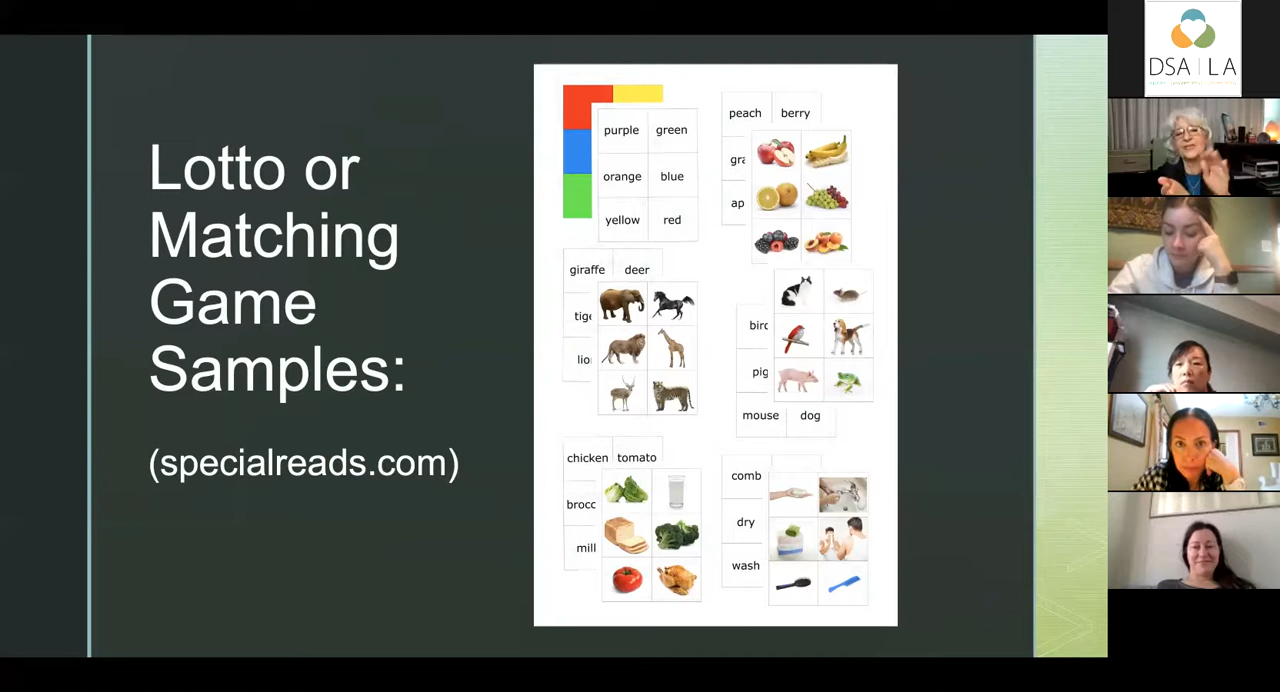 Lotto or
Matching
Game
Samples:
(specialreads.com)
purple green
orange blue
yellow red
peach berry
gra
ap
giraffe deer
tige
lio
bird
pig
mouse dog
chicken tomato
brocc
mill
comb
dry
wash
DSA | LA